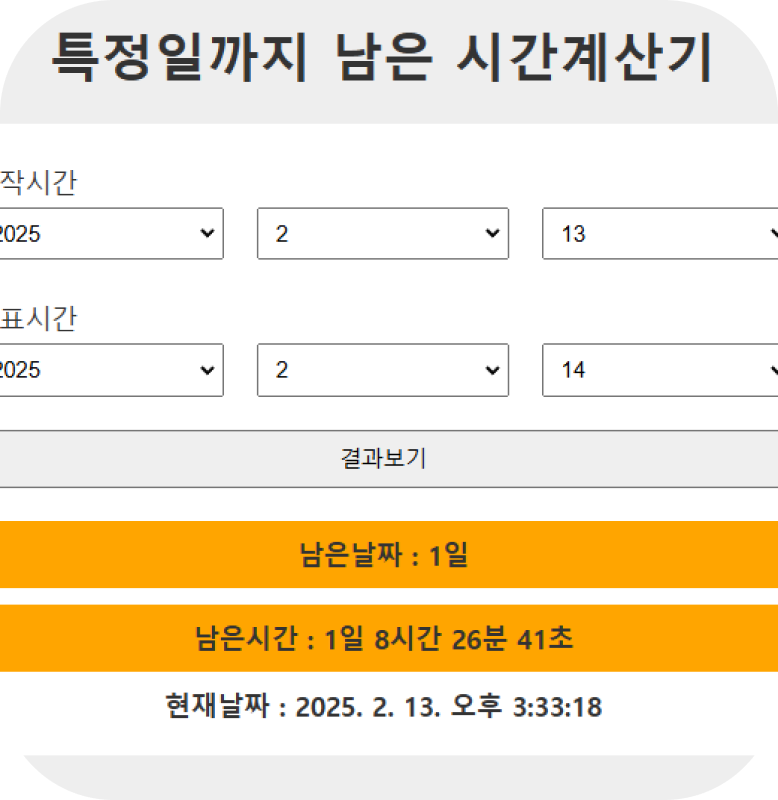 특정일까지 남은 시간계산기
작시간
2025 2 13
표시간
2025 2 14
결과보기
남은날짜 : 1일
남은시간 : 1일 8시간 26분 41초
현재날짜 : 2025. 2. 13. 오후 3:33:18